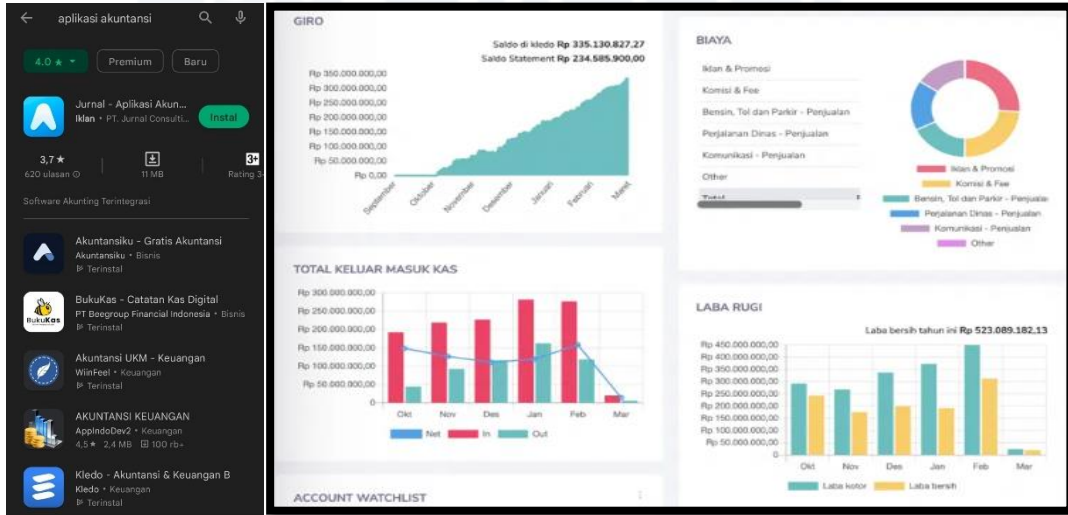 aplikasi akuntansi
4.0 ★
Premium
Baru
Jurnal - Aplikasi Akun...
Iklan • PT. Jurnal Consulti...
Instal
3,7 ★
620 ulasan
11 MB
3+
Rating 3+
Software Akunting Terintegrasi
Akuntansiku - Gratis Akuntansi
Akuntansiku • Bisnis
Terinstal
BukuKas - Catatan Kas Digital
PT Beegroup Financial Indonesia • Bisnis
Terinstal
BukuKas
Akuntansi UKM - Keuangan
WiinFeel • Keuangan
Terinstal
AKUNTANSI KEUANGAN
AppIndoDev2 • Keuangan
4,5 ★ 2,4 MB 100 rb+
Kledo - Akuntansi & Keuangan B
Kledo • Keuangan
Terinstal
GIRO
Saldo di kledo Rp 335.130.827,27
Saldo Statement Rp 234.585.900,00
Rp 350.000.000,00
Rp 300.000.000,00
Rp 250.000.000,00
Rp 200.000.000,00
Rp 150.000.000,00
Rp 100.000.000,00
Rp 50.000.000,00
Rp 0,00
September
Oktober
November
Desember
Januari
Februari
Maret
BIAYA
Iklan & Promosi
Komisi & Fee
Bensin, Tol dan Parkir - Penjualan
Perjalanan Dinas - Penjualan
Komunikasi - Penjualan
Other
Total
Iklan & Promosi
Komisi & Fee
Bensin, Tol dan Parkir - Penjualan
Perjalanan Dinas - Penjualan
Komunikasi - Penjualan
Other
TOTAL KELUAR MASUK KAS
Rp 300.000.000,00
Rp 250.000.000,00
Rp 200.000.000,00
Rp 150.000.000,00
Rp 100.000.000,00
Rp 50.000.000,00
0
Okt Nov Des Jan Feb Mar
Net In Out
LABA RUGI
Laba bersih tahun ini Rp 523.089.182,13
Rp 450.000.000,00
Rp 400.000.000,00
Rp 350.000.000,00
Rp 300.000.000,00
Rp 250.000.000,00
Rp 200.000.000,00
Rp 150.000.000,00
Rp 100.000.000,00
Rp 50.000.000,00
0
Okt Nov Des Jan Feb Mar
Laba kotor Laba bersih
ACCOUNT WATCHLIST